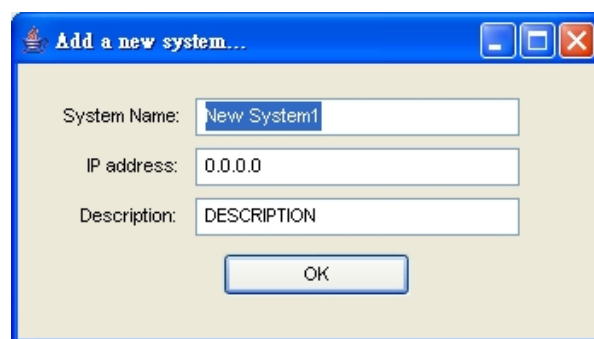 Add a new system...
System Name: New System1
IP address: 0.0.0.0
Description: DESCRIPTION
OK